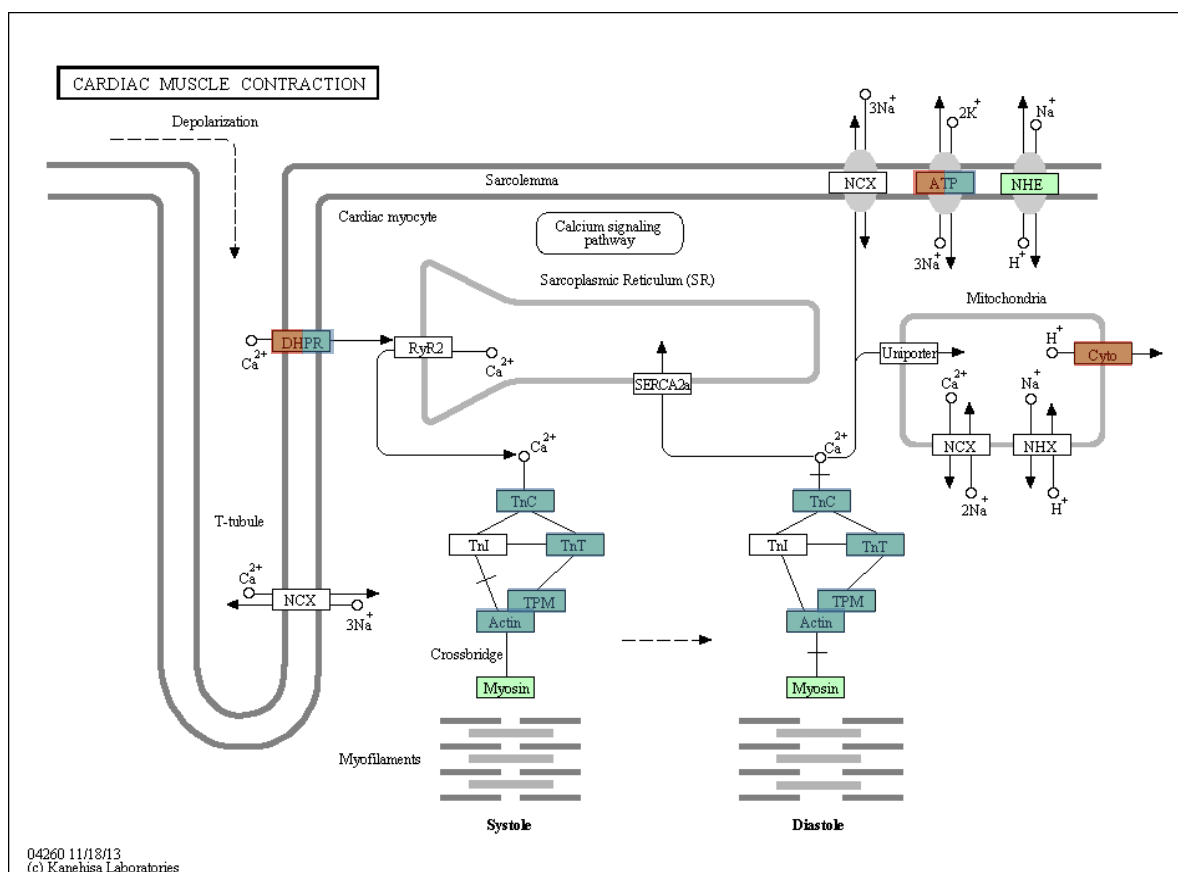 CARDIAC MUSCLE CONTRACTION
Depolarization
3Na+
2K+
Na+
Sarcolemma
NCX
ATP
NHE
Cardiac myocyte
Calcium signaling
pathway
3Na+
H+
Sarcoplasmic Reticulum (SR)
Mitochondria
Ca2+
DHPR
RyR2
Ca2+
SERCA2a
Uniporter
H+
Cyto
Ca2+
Na+
NCX
NHX
2Na+
H+
Ca2+
Ca2+
TnC
TnC
T-tubule
TnI
TnT
TnI
TnT
Ca2+
NCX
3Na+
TPM
Actin
TPM
Actin
Crossbridge
Myosin
Myosin
Myofilaments
Systole
Diastole
04260 11/18/13
(c) Kanehisa Laboratories